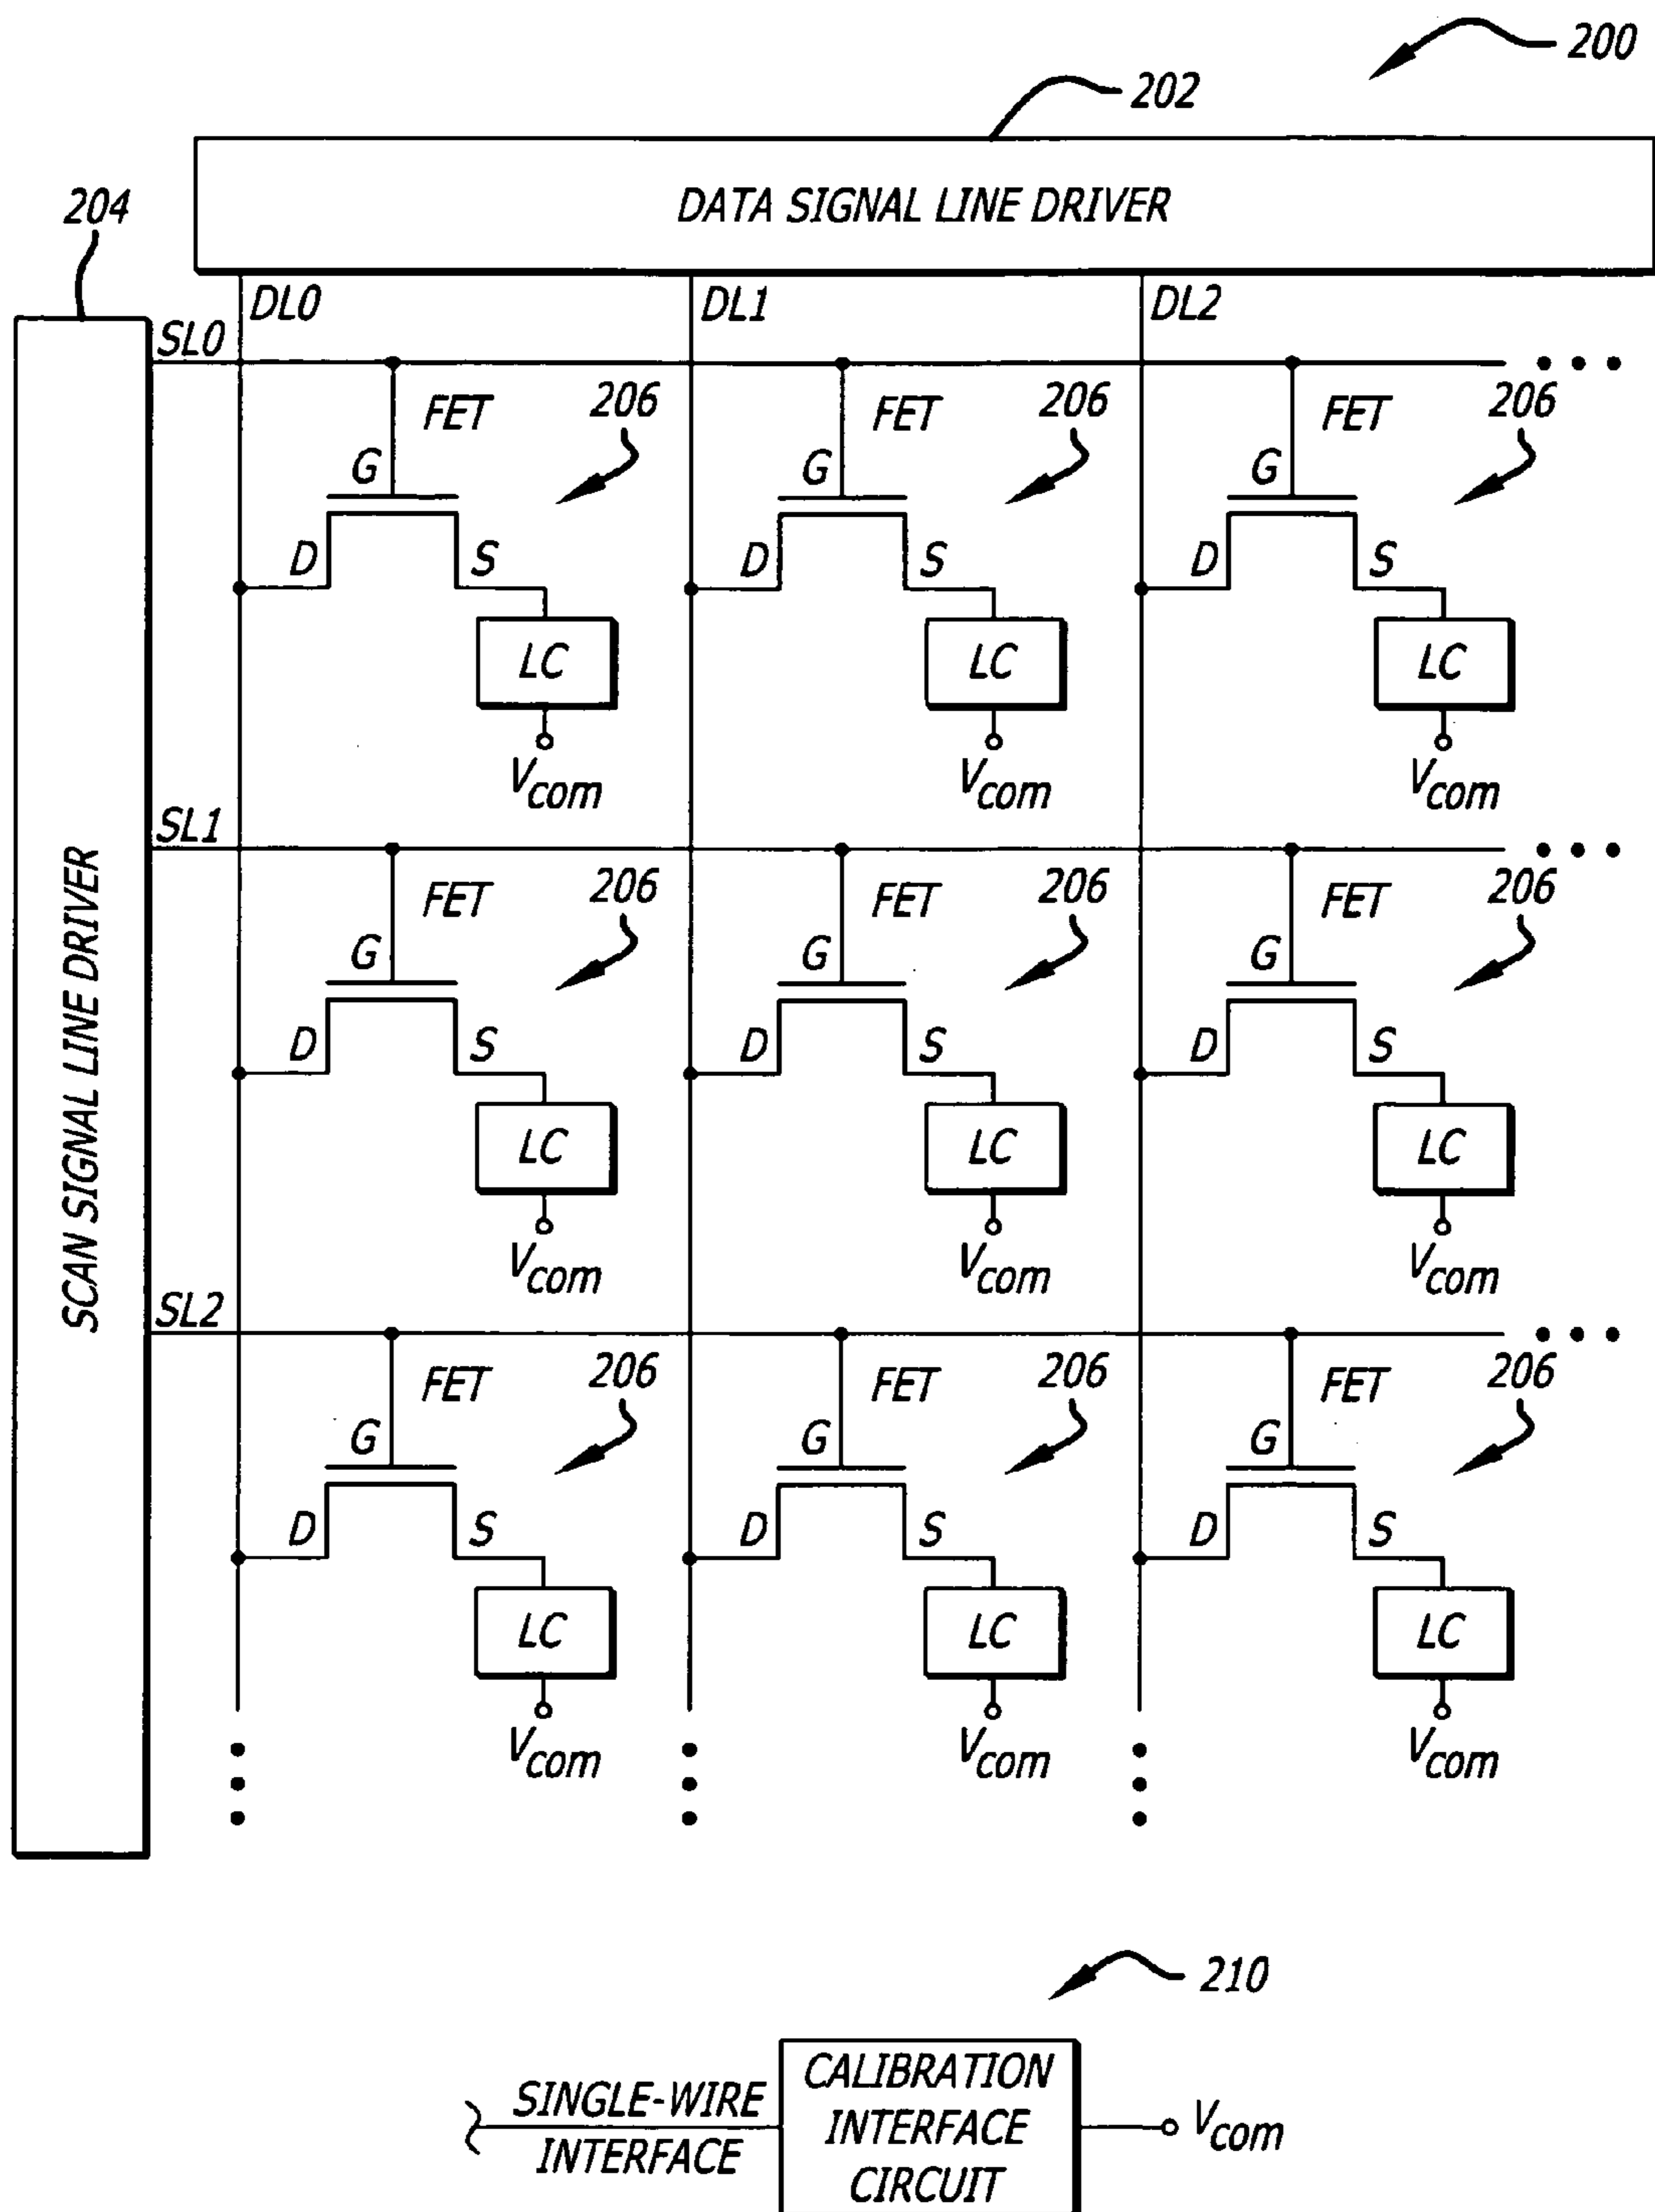 200
202
DATA SIGNAL LINE DRIVER
204
DL0 DL1 DL2
SL0
FET 206 FET 206 FET 206
G G G
D S D S D S
LC LC LC
Vcom Vcom Vcom
SL1
FET 206 FET 206 FET 206
G G G
D S D S D S
LC LC LC
Vcom Vcom Vcom
SCAN SIGNAL LINE DRIVER
SL2
FET 206 FET 206 FET 206
G G G
D S D S D S
LC LC LC
Vcom Vcom Vcom
210
SINGLE-WIRE
INTERFACE
CALIBRATION
INTERFACE
CIRCUIT
Vcom